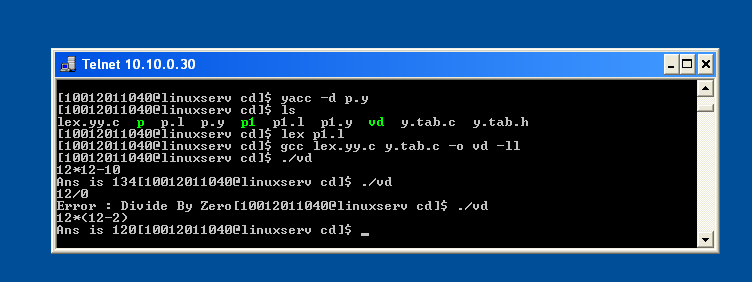 Telnet 10.10.0.30
[10012011040@linuxserv cd]$ yacc -d p.y
[10012011040@linuxserv cd]$ ls
lex.yy.c p p.l p.y p1 p1.l p1.y vd y.tab.c y.tab.h
[10012011040@linuxserv cd]$ lex p1.l
[10012011040@linuxserv cd]$ gcc lex.yy.c y.tab.c -o vd -ll
[10012011040@linuxserv cd]$ ./vd
12*12-10
Ans is 134[10012011040@linuxserv cd]$ ./vd
12/0
Error : Divide By Zero[10012011040@linuxserv cd]$ ./vd
12*(12-2)
Ans is 120[10012011040@linuxserv cd]$ _